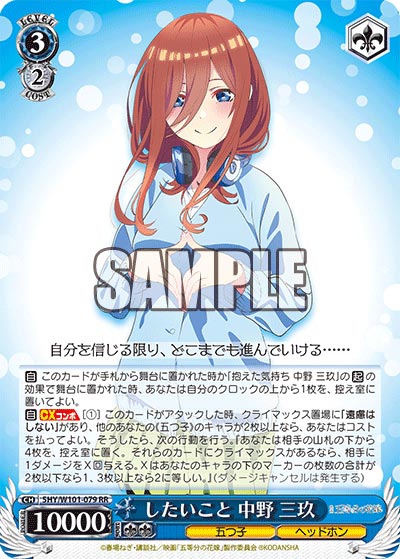 LEVEL
3
2
COST
SAMPLE
自分を信じる限り、どこまでも進んでいける……
自 このカードが手札から舞台に置かれた時か「抱えた気持ち 中野 三玖」の起の
効果で舞台に置かれた時、あなたは自分のクロックの上から1枚を、控え室
に置いてよい。
自 CXコンボ [①] このカードがアタックした時、クライマックス置場に「遠慮は
しない」があり、他のあなたの《五つ子》のキャラが2枚以上なら、あなたはコスト
を払ってよい。そうしたら、次の行動を行う。『あなたは相手の山札の下から
4枚を、控え室に置く。それらのカードにクライマックスがあるなら、相手に
1ダメージをX回与える。Xはあなたのキャラの下のマーカーの枚数の合計が
2枚以下なら1、3枚以上なら2に等しい。』(ダメージキャンセルは発生する)
CH
5HY/W101-079 RR
10000
したいこと 中野 三玖
五つ子
ヘッドホン
©春場ねぎ・講談社／映画「五等分の花嫁」製作委員会 ®KODANSHA